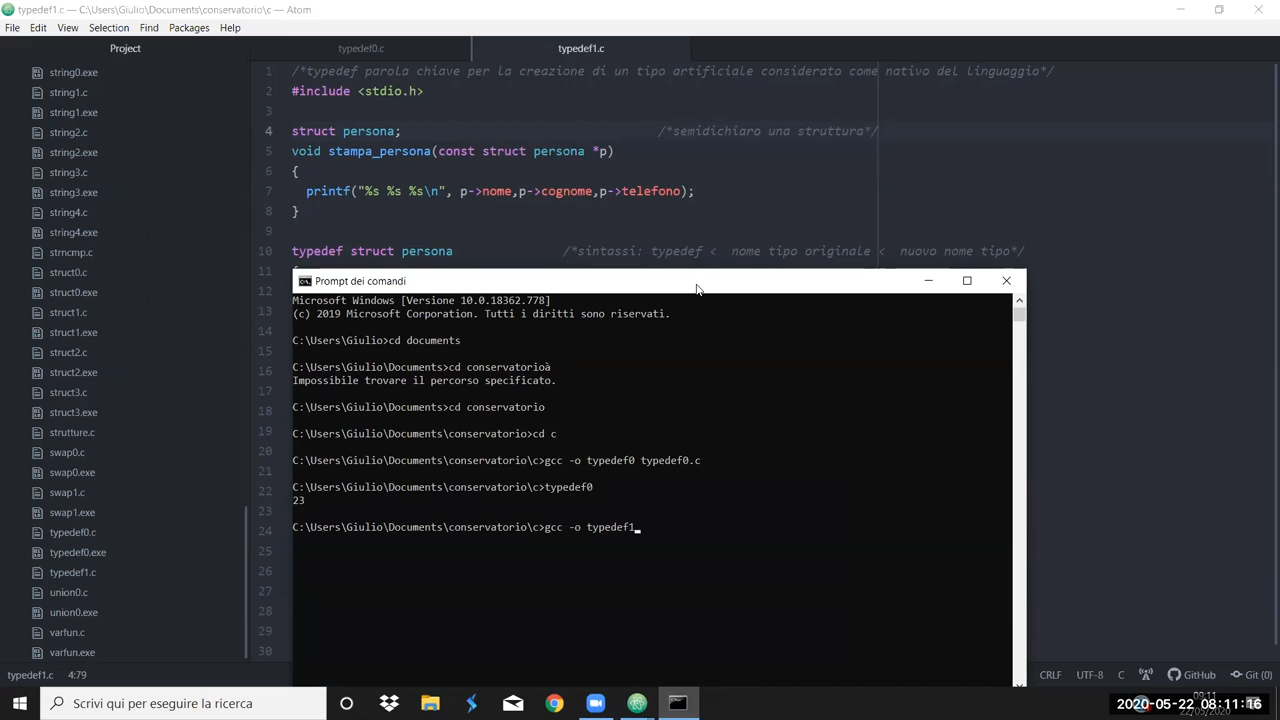 typedef1.c — C:\Users\Giulio\Documents\conservatorio\c — Atom
File Edit View Selection Find Packages Help
Project
typedef0.c
typedef1.c
string0.exe
string1.c
string1.exe
string2.c
string2.exe
string3.c
string3.exe
string4.c
string4.exe
strncmp.c
struct0.c
struct0.exe
struct1.c
struct1.exe
struct2.c
struct2.exe
struct3.c
struct3.exe
strutture.c
swap0.c
swap0.exe
swap1.c
swap1.exe
typedef0.c
typedef0.exe
typedef1.c
union0.c
union0.exe
varfun.c
varfun.exe
1 /*typedef parola chiave per la creazione di un tipo artificiale considerato come nativo del linguaggio*/
2 #include <stdio.h>
3
4 struct persona; /*semidichiaro una struttura*/
5 void stampa_persona(const struct persona *p)
6 {
7 printf("%s %s %s\n", p->nome,p->cognome,p->telefono);
8 }
9
10 typedef struct persona /*sintassi: typedef < nome tipo originale < nuovo nome tipo*/
11
12
13
14
15
16
17
18
19
20
21
22
23
24
25
26
27
28
29
30
Prompt dei comandi
Microsoft Windows [Versione 10.0.18362.778]
(c) 2019 Microsoft Corporation. Tutti i diritti sono riservati.
C:\Users\Giulio>cd documents
C:\Users\Giulio\Documents>cd conservatorioà
Impossibile trovare il percorso specificato.
C:\Users\Giulio\Documents>cd conservatorio
C:\Users\Giulio\Documents\conservatorio>cd c
C:\Users\Giulio\Documents\conservatorio\c>gcc -o typedef0 typedef0.c
C:\Users\Giulio\Documents\conservatorio\c>typedef0
23
C:\Users\Giulio\Documents\conservatorio\c>gcc -o typedef1
typedef1.c 4:79
CRLF UTF-8 C GitHub Git (0)
Scrivi qui per eseguire la ricerca
09:11
22/05/2020
2020-05-22 08:11:16